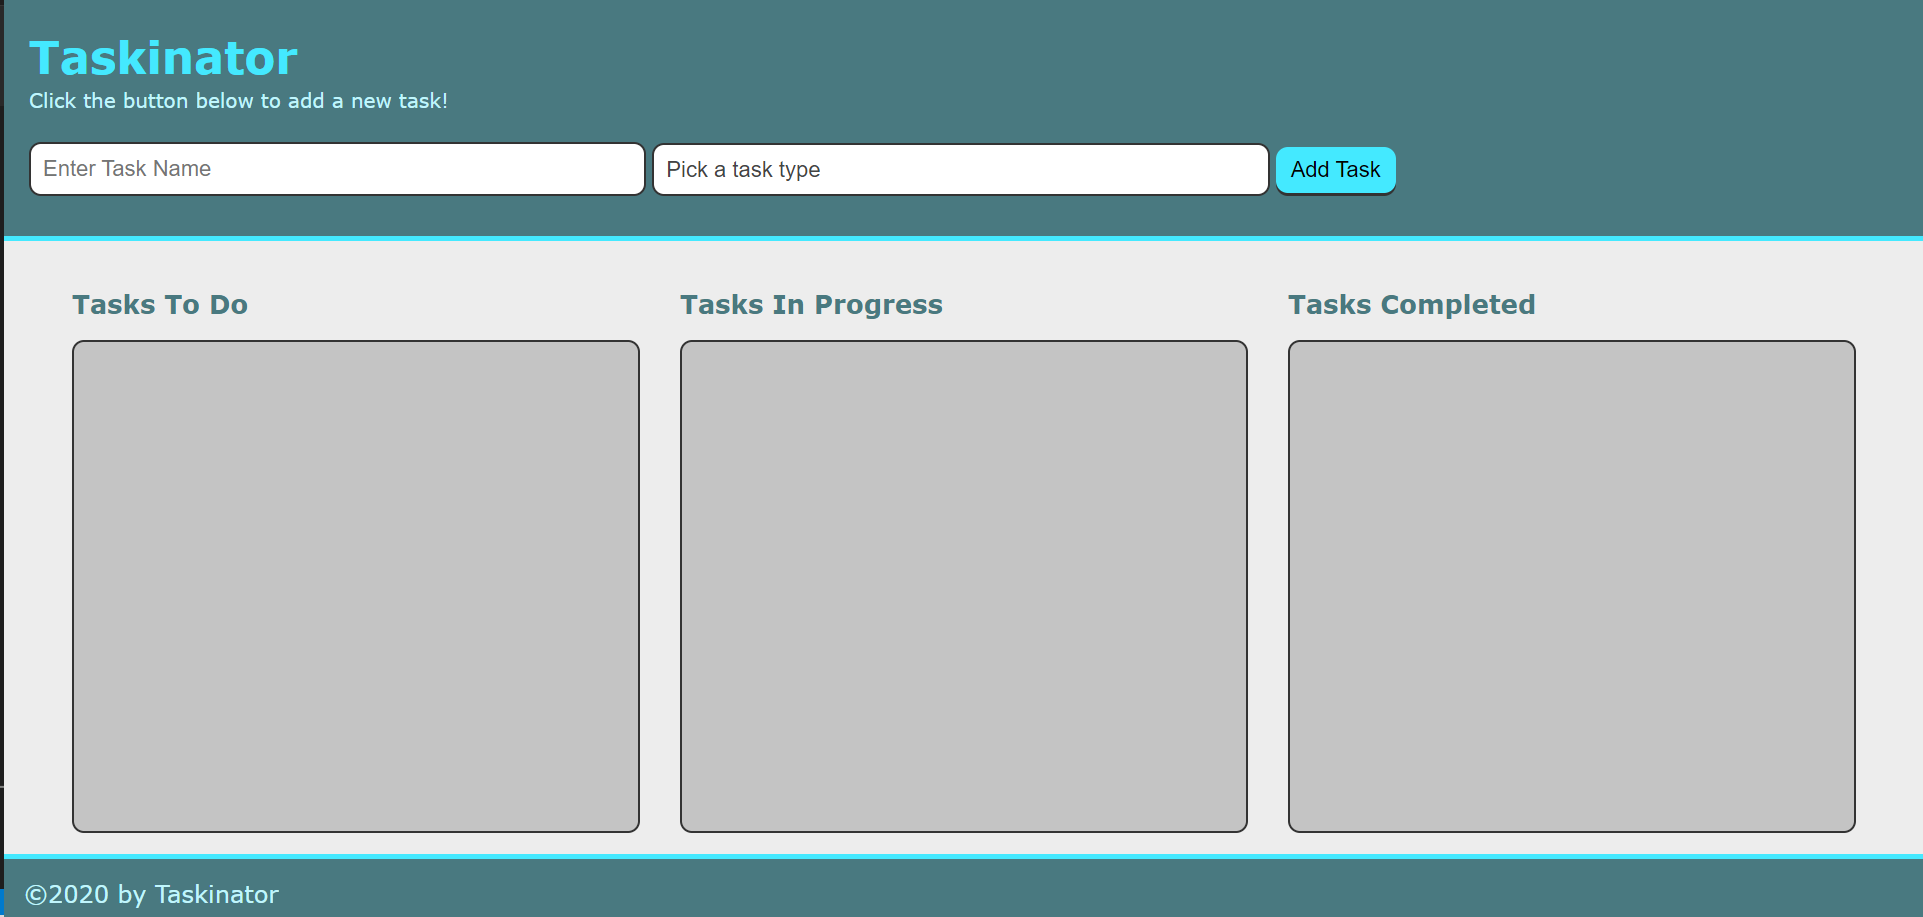 Taskinator
Click the button below to add a new task!
Enter Task Name
Pick a task type
Add Task
Tasks To Do
Tasks In Progress
Tasks Completed
©2020 by Taskinator